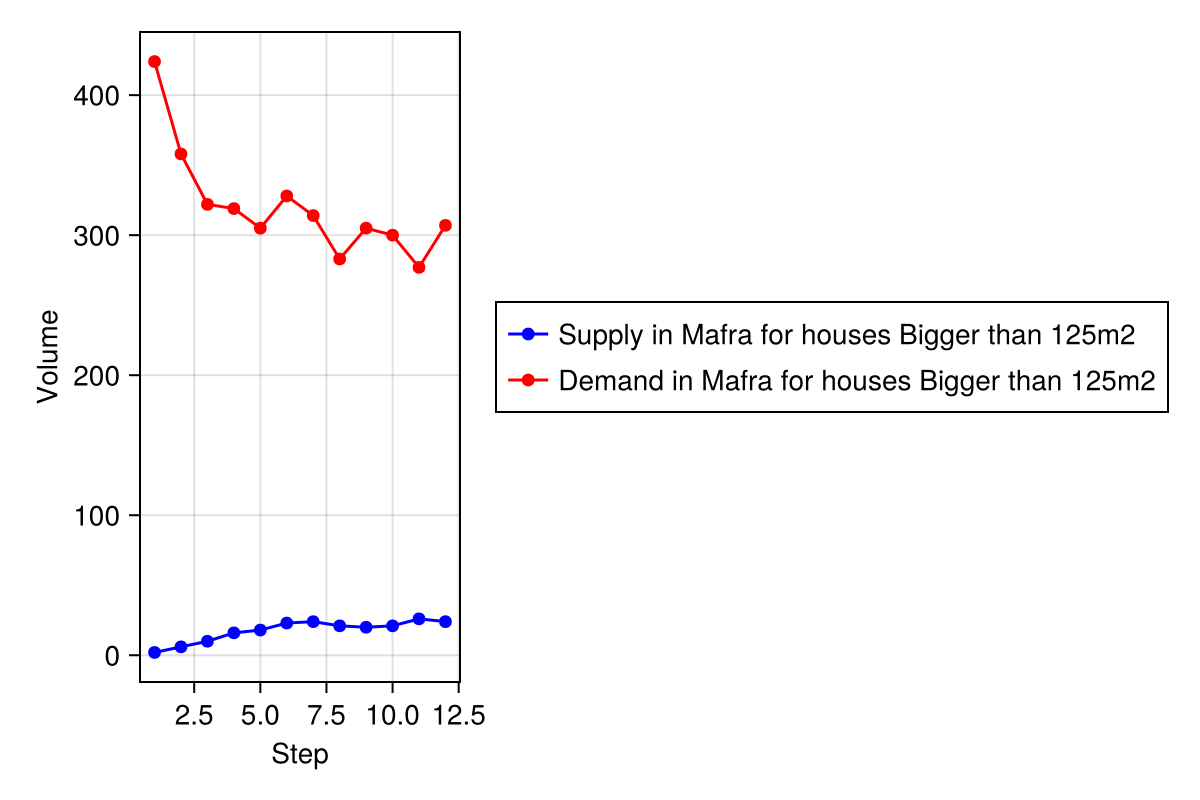 400
300
200
100
0
Volume
2.5 5.0 7.5 10.0 12.5
Step
Supply in Mafra for houses Bigger than 125m2
Demand in Mafra for houses Bigger than 125m2